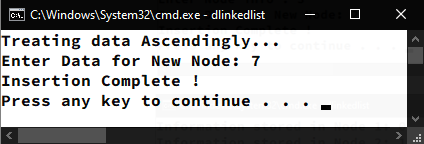 C:\Windows\System32\cmd.exe - dlinkedlist
Treating data Ascendingly...
Enter Data for New Node: 7
Insertion Complete !
Press any key to continue . . .